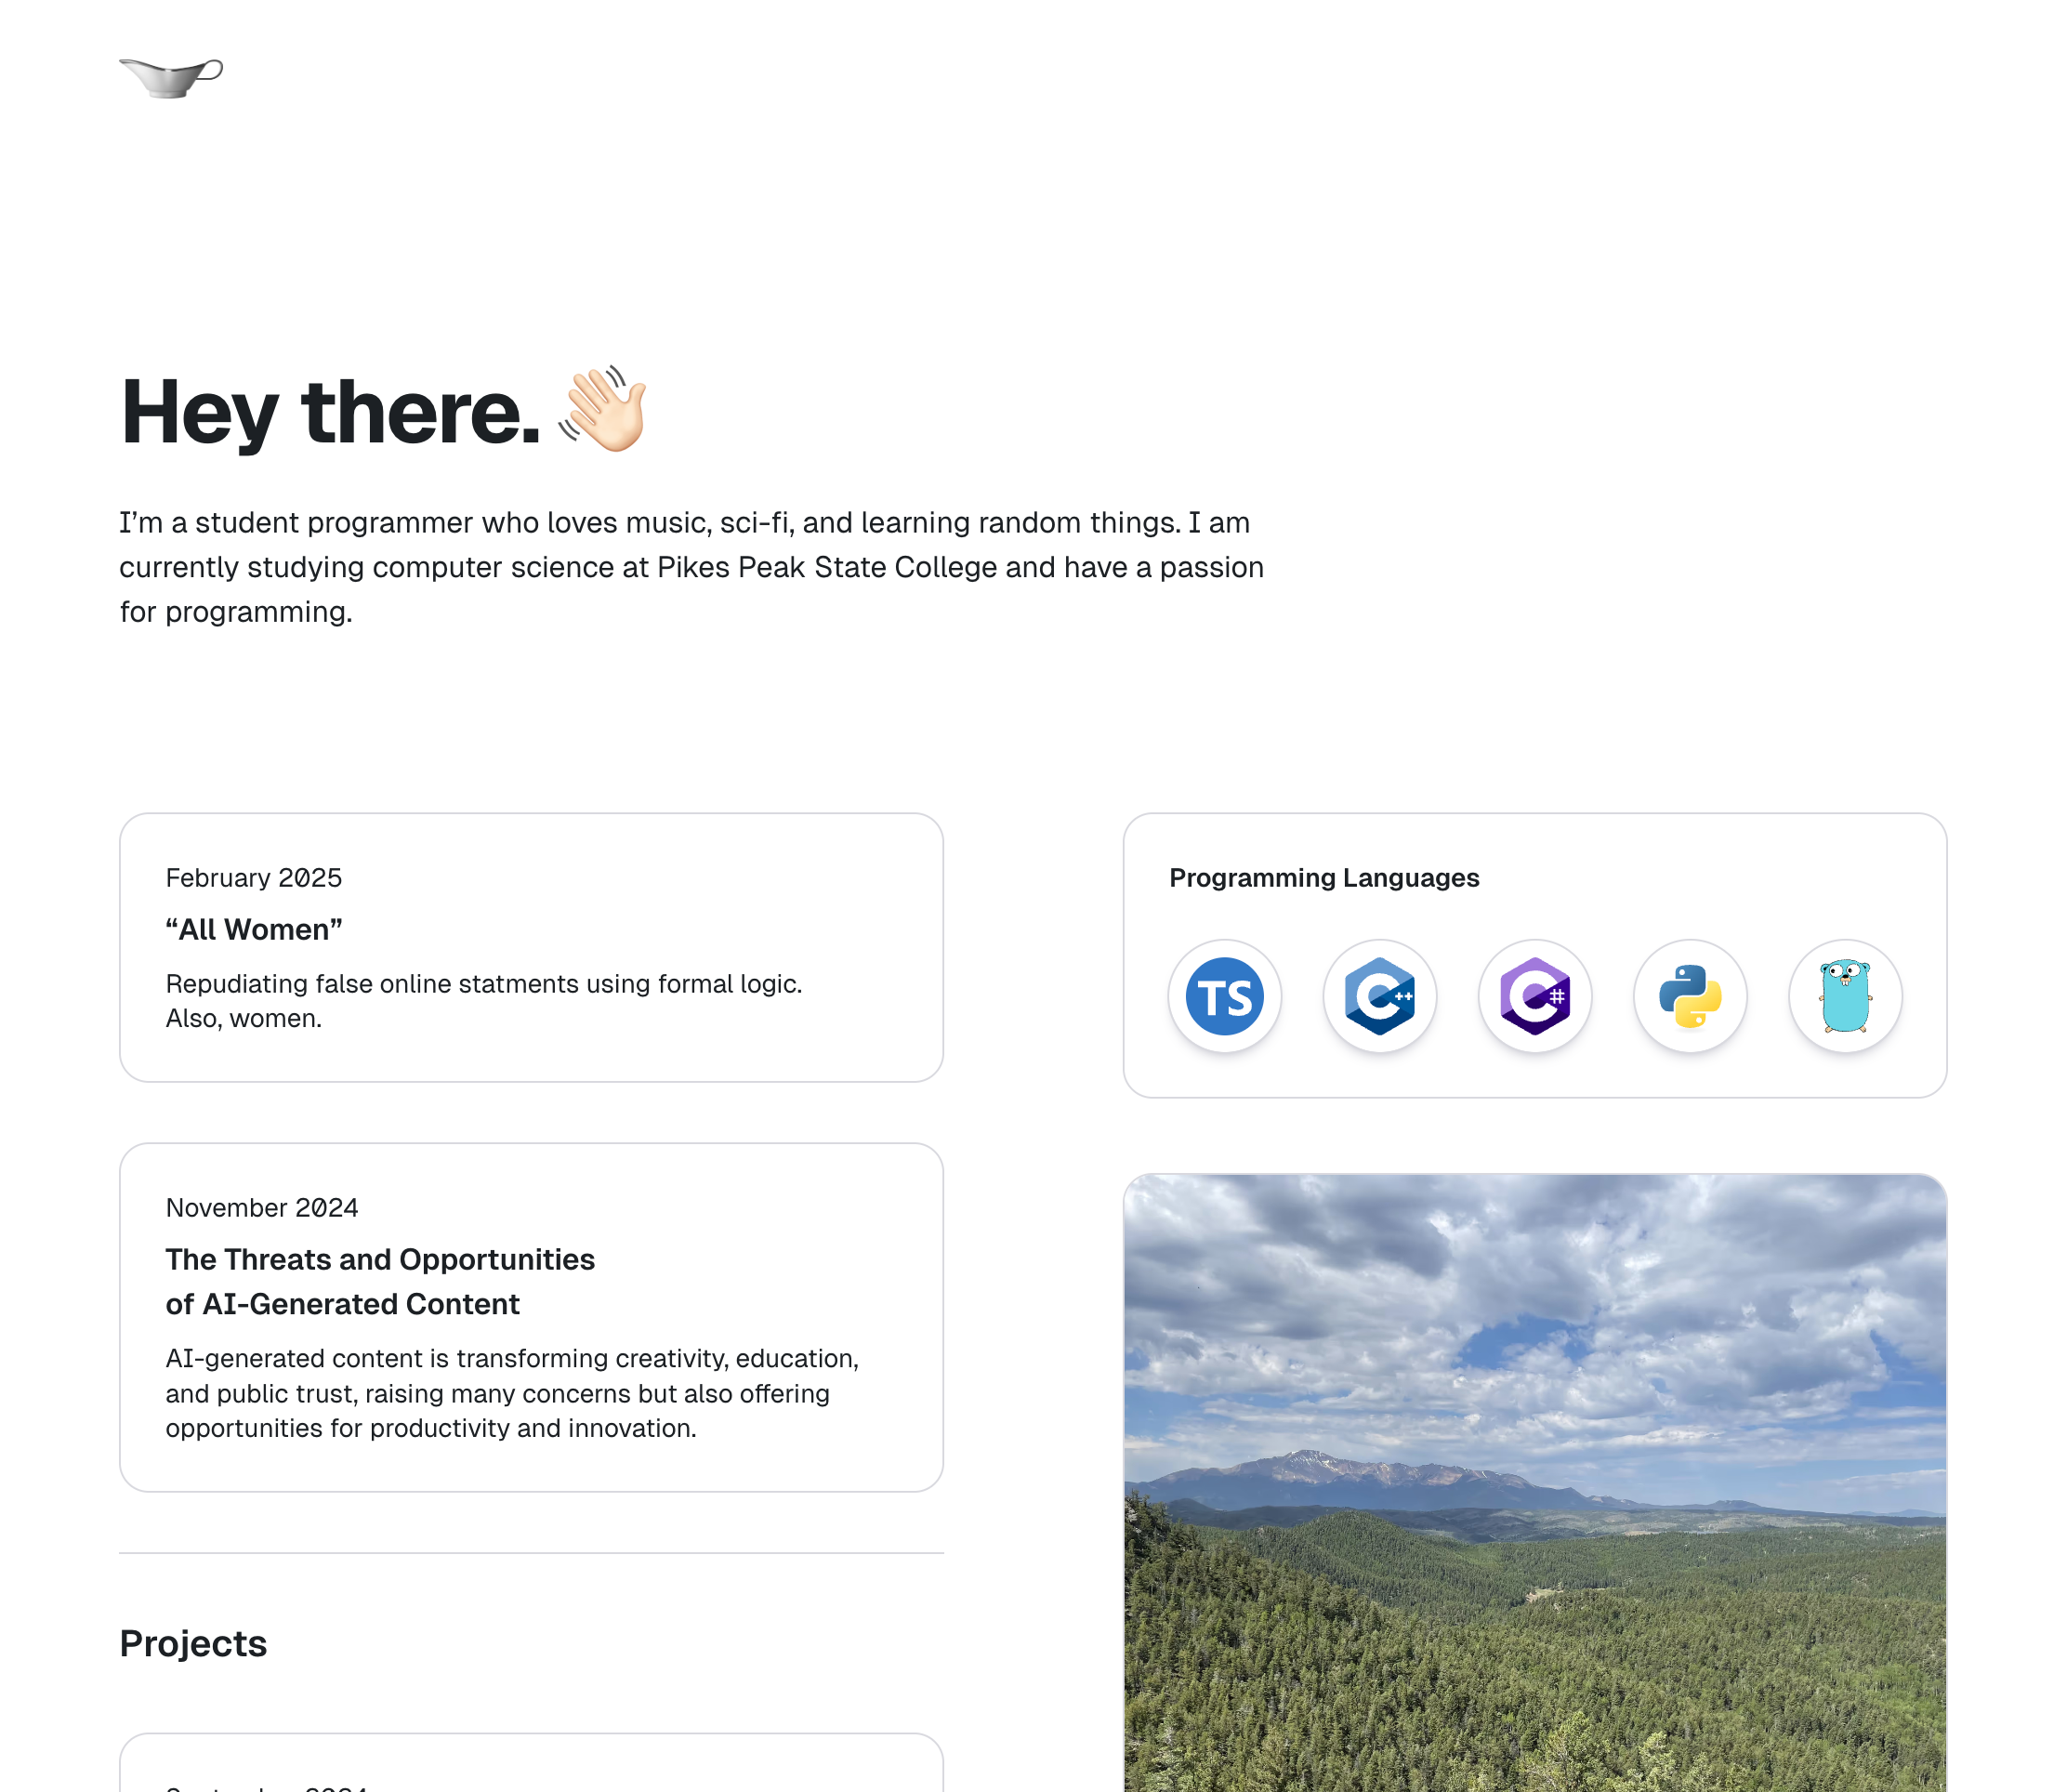 Hey there. 👋🏻
I’m a student programmer who loves music, sci-fi, and learning random things. I am
currently studying computer science at Pikes Peak State College and have a passion
for programming.
February 2025
“All Women”
Repudiating false online statments using formal logic.
Also, women.
November 2024
The Threats and Opportunities
of AI-Generated Content
AI-generated content is transforming creativity, education,
and public trust, raising many concerns but also offering
opportunities for productivity and innovation.
Projects
Programming Languages
TS
C++
C#